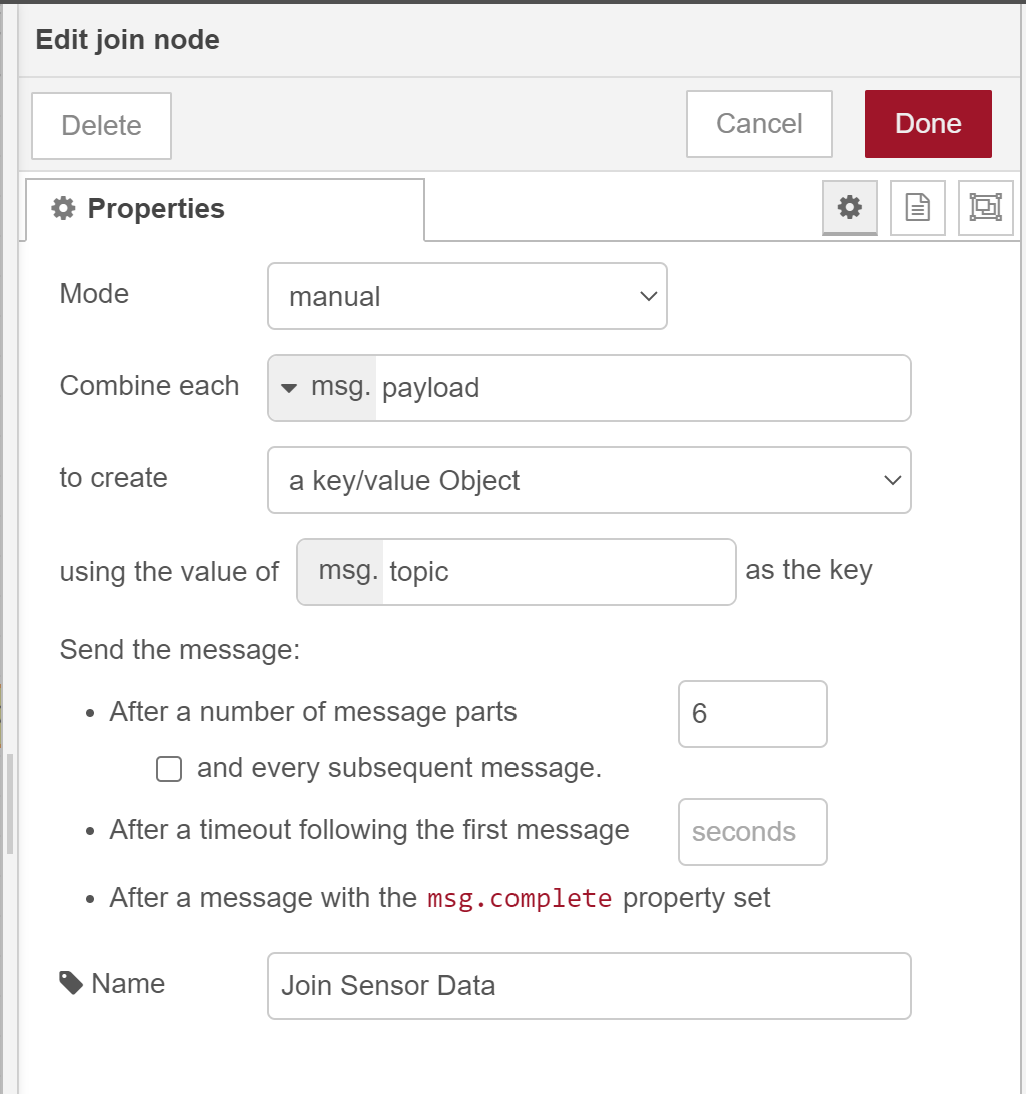 Edit join node
Delete
Cancel
Done
Properties
Mode
manual
Combine each
msg. payload
to create
a key/value Object
using the value of
msg. topic
as the key
Send the message:
• After a number of message parts
6
and every subsequent message.
• After a timeout following the first message
seconds
• After a message with the msg.complete property set
Name
Join Sensor Data